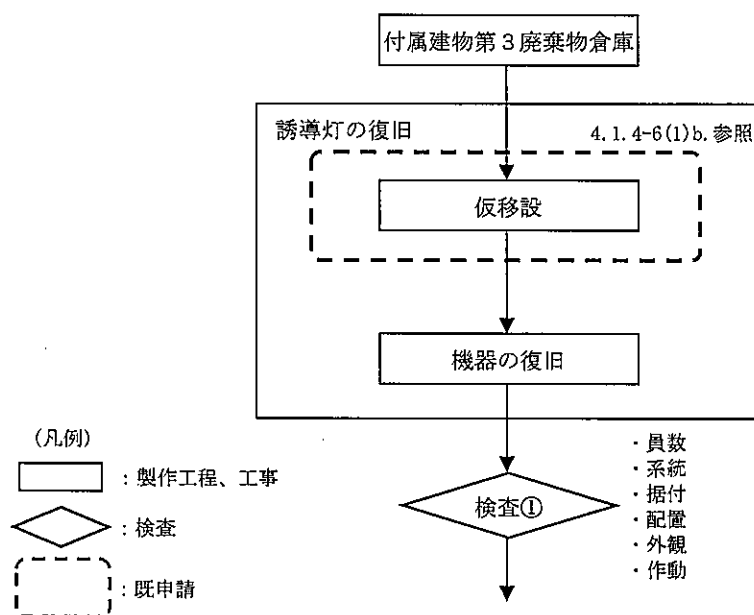 付属建物第3廃棄物倉庫
誘導灯の復旧
4.1.4-6(1)b.参照
仮移設
機器の復旧
(凡例)
：製作工程、工事
：検査
：既申請
検査①
・員数
・系統
・据付
・配置
・外観
・作動